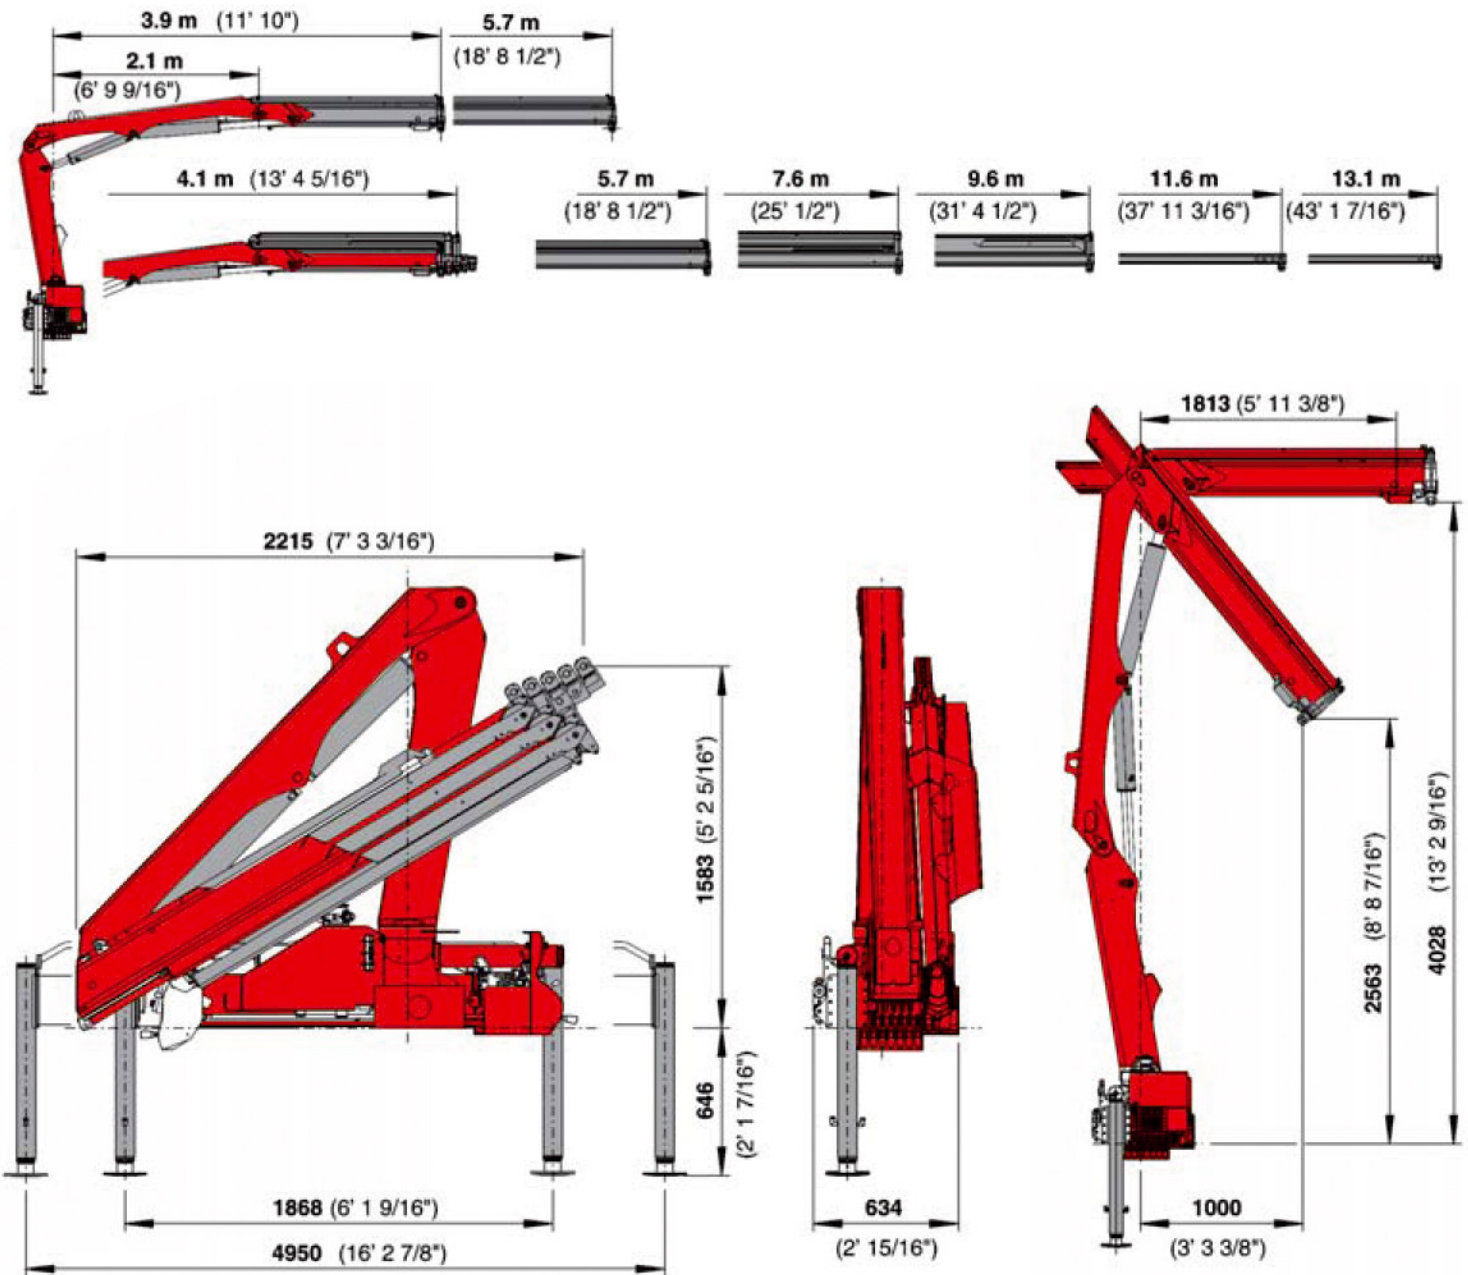 3.9 m (11' 10") 5.7 m
(18' 8 1/2")
2.1 m
(6' 9 9/16")
4.1 m (13' 4 5/16") 5.7 m 7.6 m 9.6 m 11.6 m 13.1 m
(18' 8 1/2") (25' 1/2") (31' 4 1/2") (37' 11 3/16") (43' 1 7/16")
1813 (5' 11 3/8")
2215 (7' 3 3/16")
1583 (5' 2 5/16")
646
(2' 1 7/16")
2563 (8' 8 7/16")
4028 (13' 2 9/16")
1868 (6' 1 9/16")
4950 (16' 2 7/8")
634
(2' 15/16")
1000
(3' 3 3/8")